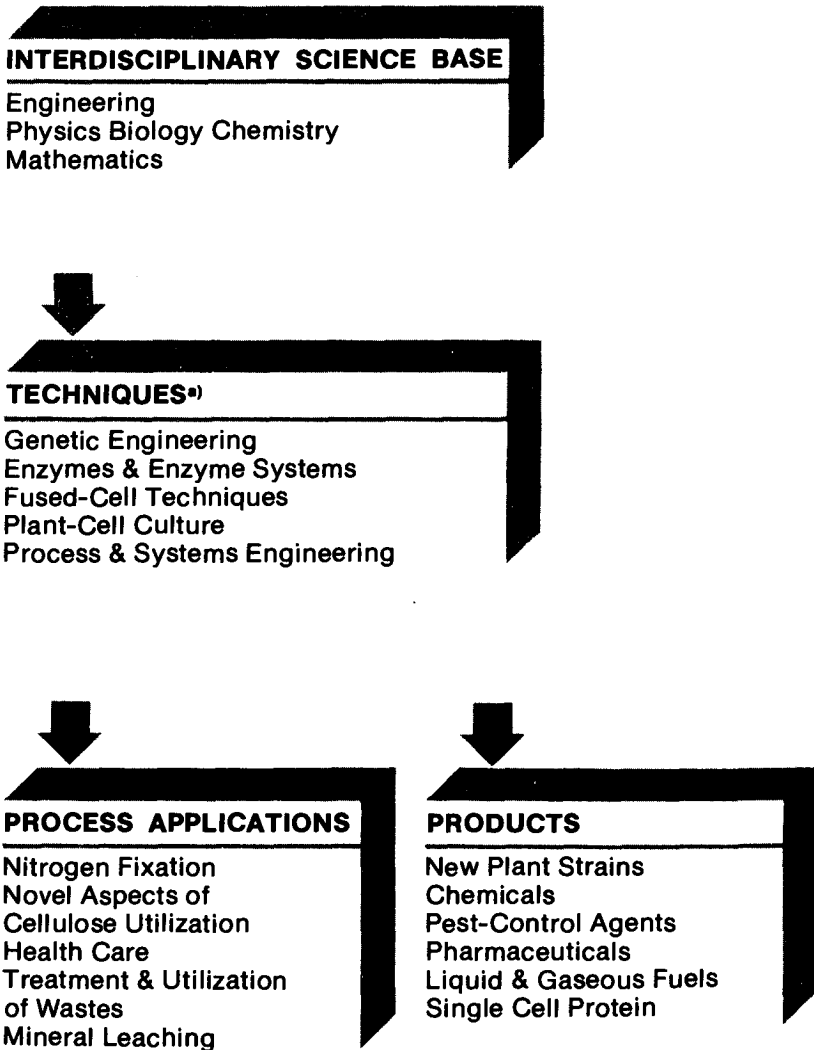 INTERDISCIPLINARY SCIENCE BASE
Engineering
Physics Biology Chemistry
Mathematics
TECHNIQUESa)
Genetic Engineering
Enzymes & Enzyme Systems
Fused-Cell Techniques
Plant-Cell Culture
Process & Systems Engineering
PROCESS APPLICATIONS
Nitrogen Fixation
Novel Aspects of
Cellulose Utilization
Health Care
Treatment & Utilization
of Wastes
Mineral Leaching
PRODUCTS
New Plant Strains
Chemicals
Pest-Control Agents
Pharmaceuticals
Liquid & Gaseous Fuels
Single Cell Protein